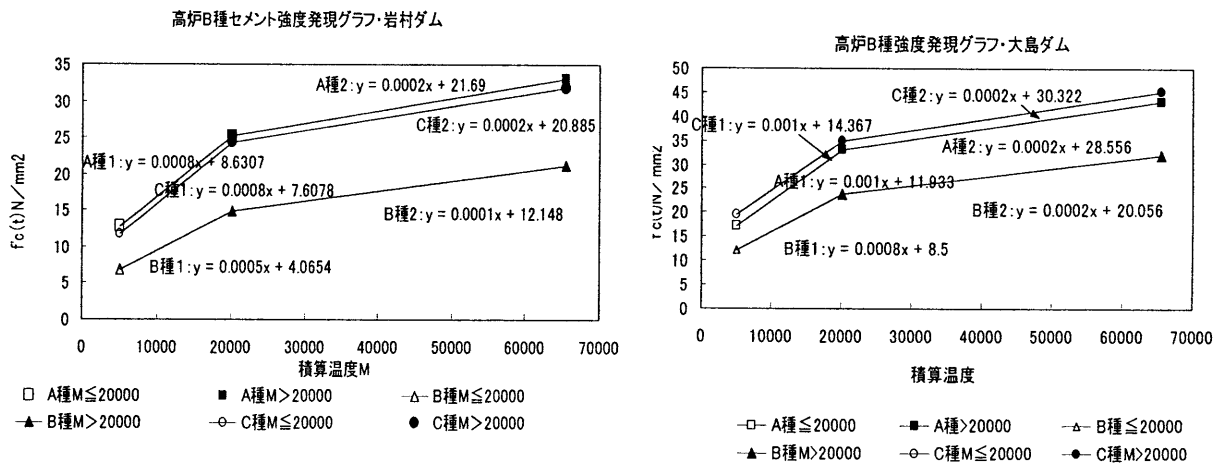 高炉B種セメント強度発現グラフ・岩村ダム
f'c(t)N/mm2
35
30
25
20
15
10
5
0
A種2:y = 0.0002x + 21.69
C種2:y = 0.0002x + 20.885
A種1:y = 0.0008x + 8.6307
C種1:y = 0.0008x + 7.6078
B種2:y = 0.0001x + 12.148
B種1:y = 0.0005x + 4.0654
0 10000 20000 30000 40000 50000 60000 70000
積算温度M
A種M≦20000 A種M>20000 B種M≦20000
B種M>20000 C種M≦20000 C種M>20000
高炉B種強度発現グラフ・大島ダム
50
45
40
35
30
25
20
15
10
5
0
C種2:y = 0.0002x + 30.322
C種1:y = 0.001x + 14.367
A種2:y = 0.0002x + 28.556
A種1:y = 0.001x + 11.933
B種2:y = 0.0002x + 20.056
B種1:y = 0.0008x + 8.5
0 10000 20000 30000 40000 50000 60000 70000
積算温度
A種≦20000 A種>20000 B種≦20000
B種M>20000 C種M≦20000 C種M>20000